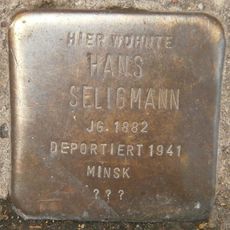 HIER WOHNTE
HANS
SELIGMANN
JG. 1882
DEPORTIERT 1941
MINSK
???